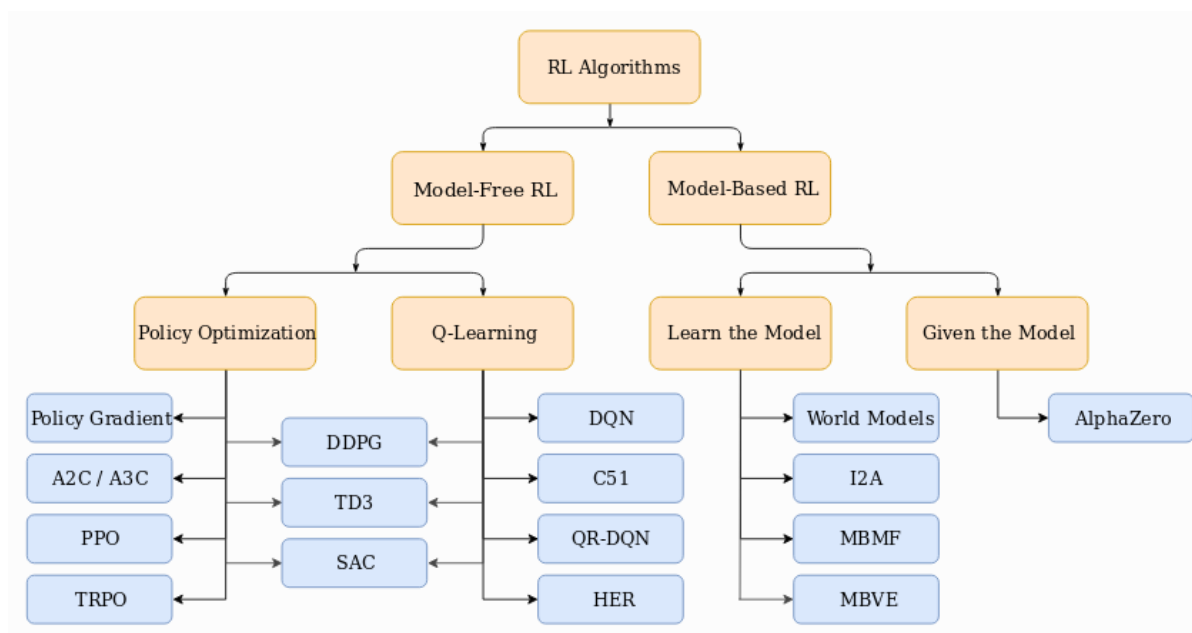 RL Algorithms
Model-Free RL
Model-Based RL
Policy Optimization
Q-Learning
Learn the Model
Given the Model
Policy Gradient
DDPG
DQN
World Models
AlphaZero
A2C / A3C
TD3
C51
I2A
PPO
SAC
QR-DQN
MBMF
TRPO
HER
MBVE